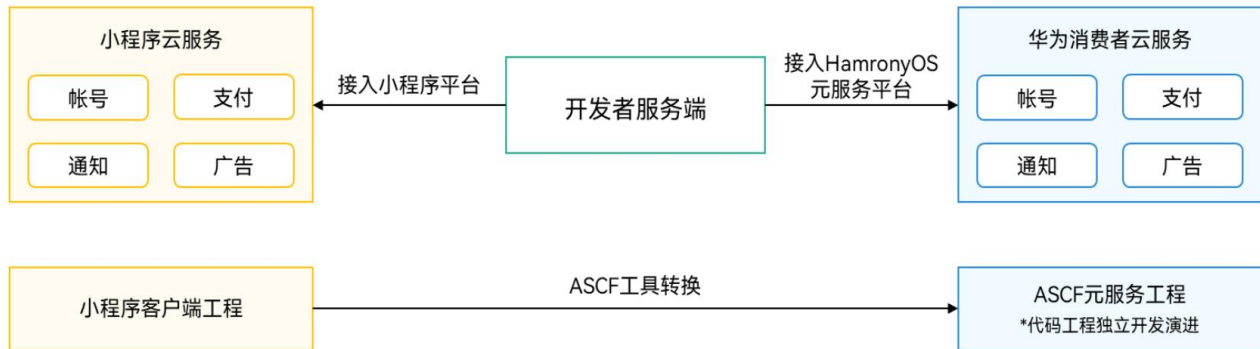 小程序云服务
帐号
支付
通知
广告
接入小程序平台
开发者服务端
接入HamronyOS
元服务平台
华为消费者云服务
帐号
支付
通知
广告
小程序客户端工程
ASCF工具转换
ASCF元服务工程
*代码工程独立开发演进